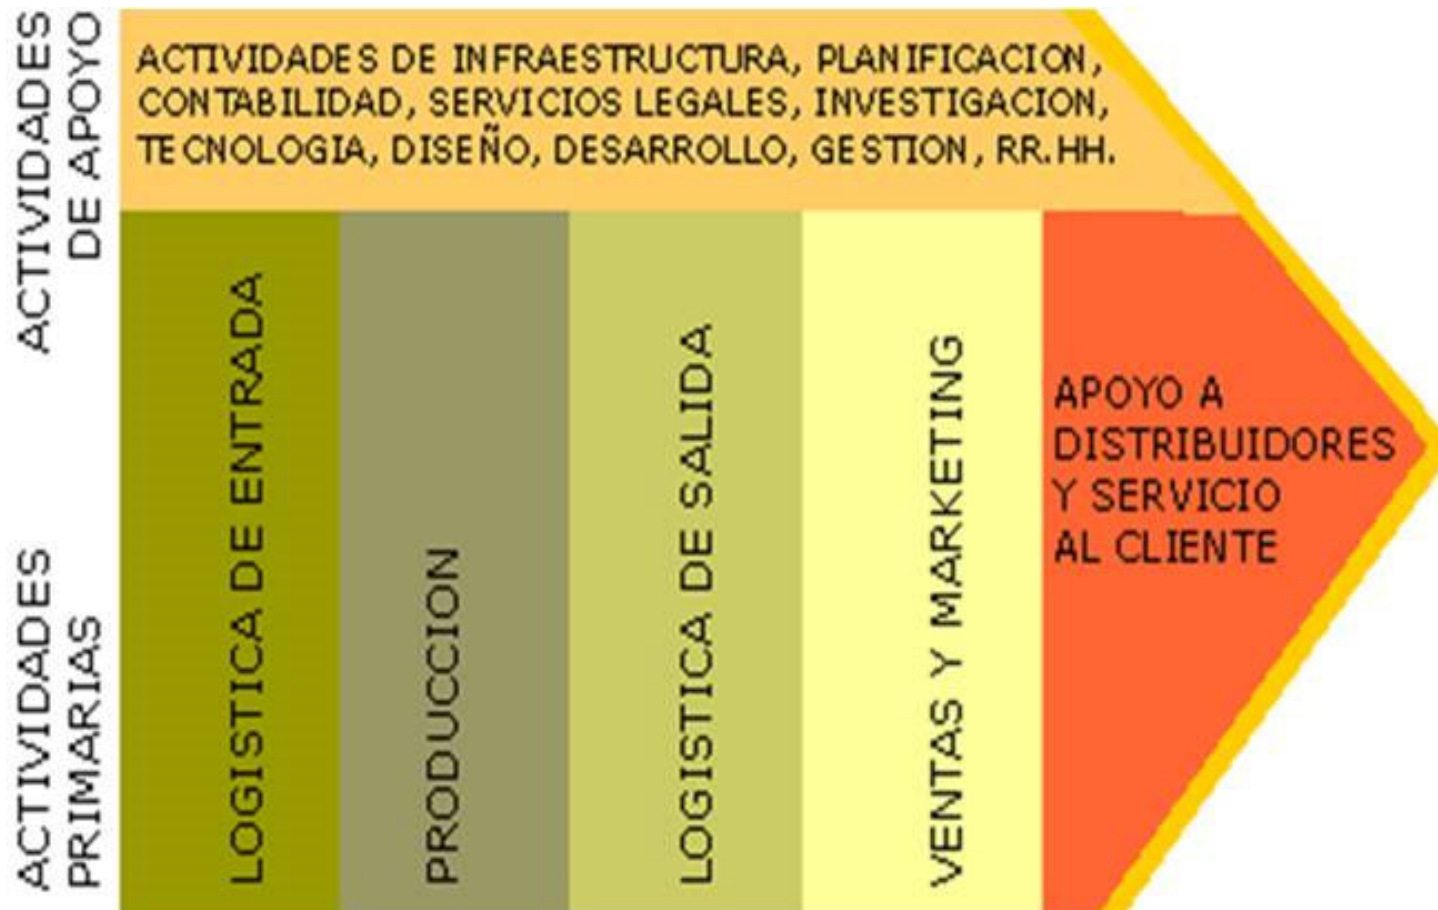 ACTIVIDADES
DE APOYO
ACTIVIDADES DE INFRAESTRUCTURA, PLANIFICACION,
CONTABILIDAD, SERVICIOS LEGALES, INVESTIGACION,
TECNOLOGIA, DISEÑO, DESARROLLO, GESTION, RR.HH.
ACTIVIDADES
PRIMARIAS
LOGISTICA DE ENTRADA
PRODUCCION
LOGISTICA DE SALIDA
VENTAS Y MARKETING
APOYO A
DISTRIBUIDORES
Y SERVICIO
AL CLIENTE